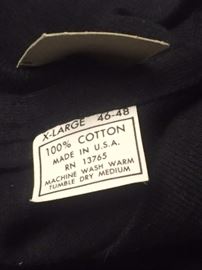 X-LARGE 46-48
100% COTTON
MADE IN U.S.A.
RN 13765
MACHINE WASH WARM
TUMBLE DRY MEDIUM